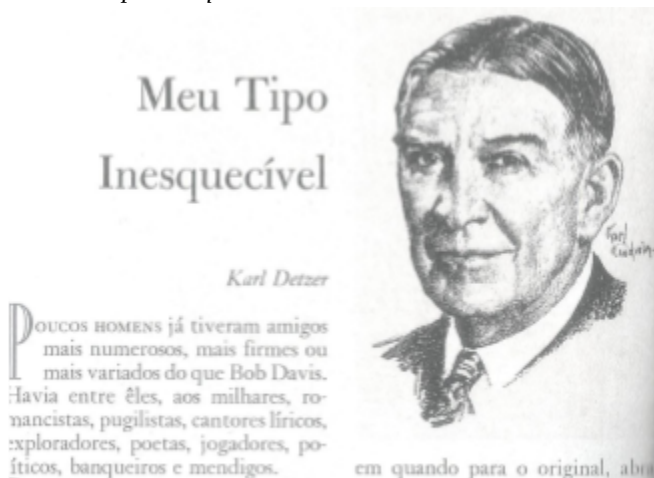 Meu Tipo
Inesquecível
Karl Detzer
POUCOS HOMENS já tiveram amigos
mais numerosos, mais firmes ou
mais variados do que Bob Davis.
Havia entre êles, aos milhares, ro-
mancistas, pugilistas, cantores líricos,
exploradores, poetas, jogadores, po-
líticos, banqueiros e mendigos.
em quando para o original, abra